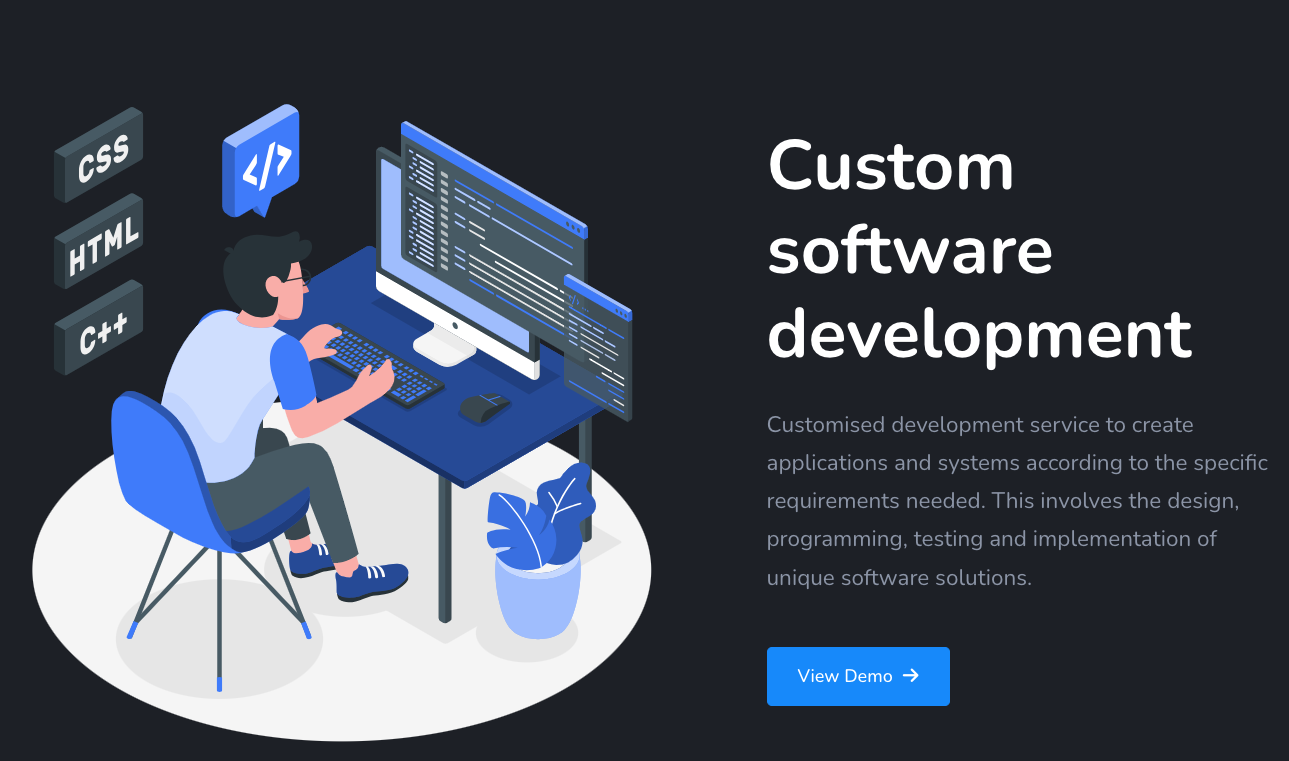 CSS
</>
HTML
C++
Custom
software
development
Customised development service to create
applications and systems according to the specific
requirements needed. This involves the design,
programming, testing and implementation of
unique software solutions.
View Demo →